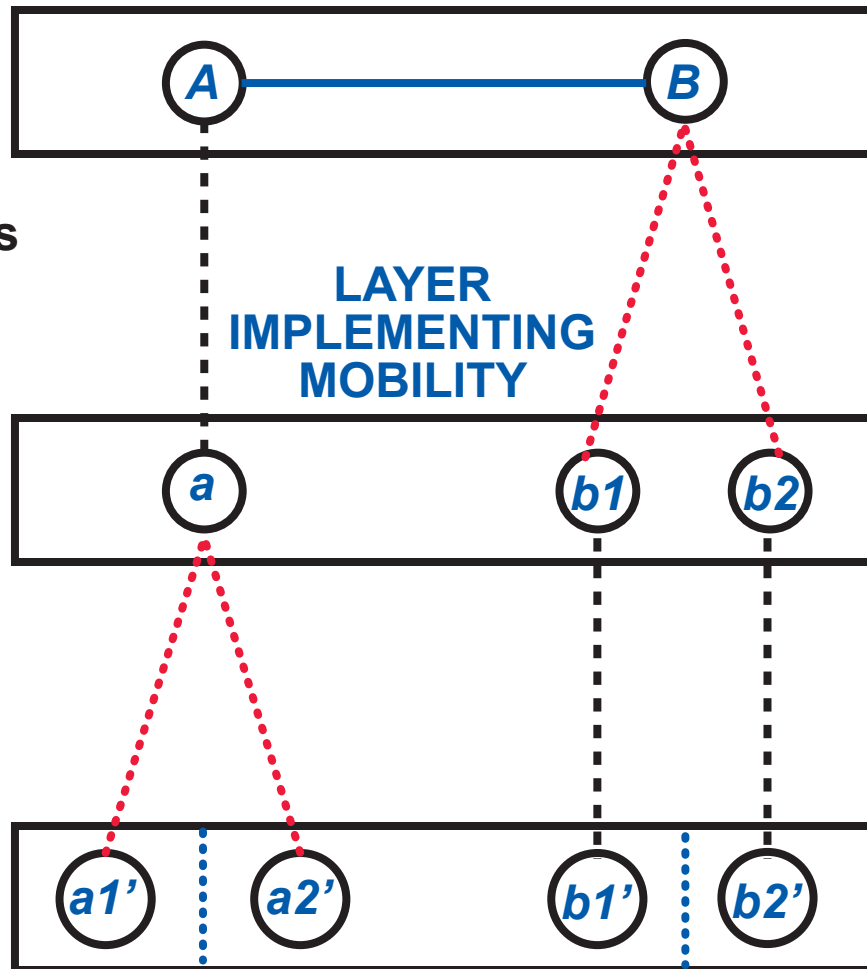 A B
s
LAYER
IMPLEMENTING
MOBILITY
a b1 b2
a1’ a2’ b1’ b2’